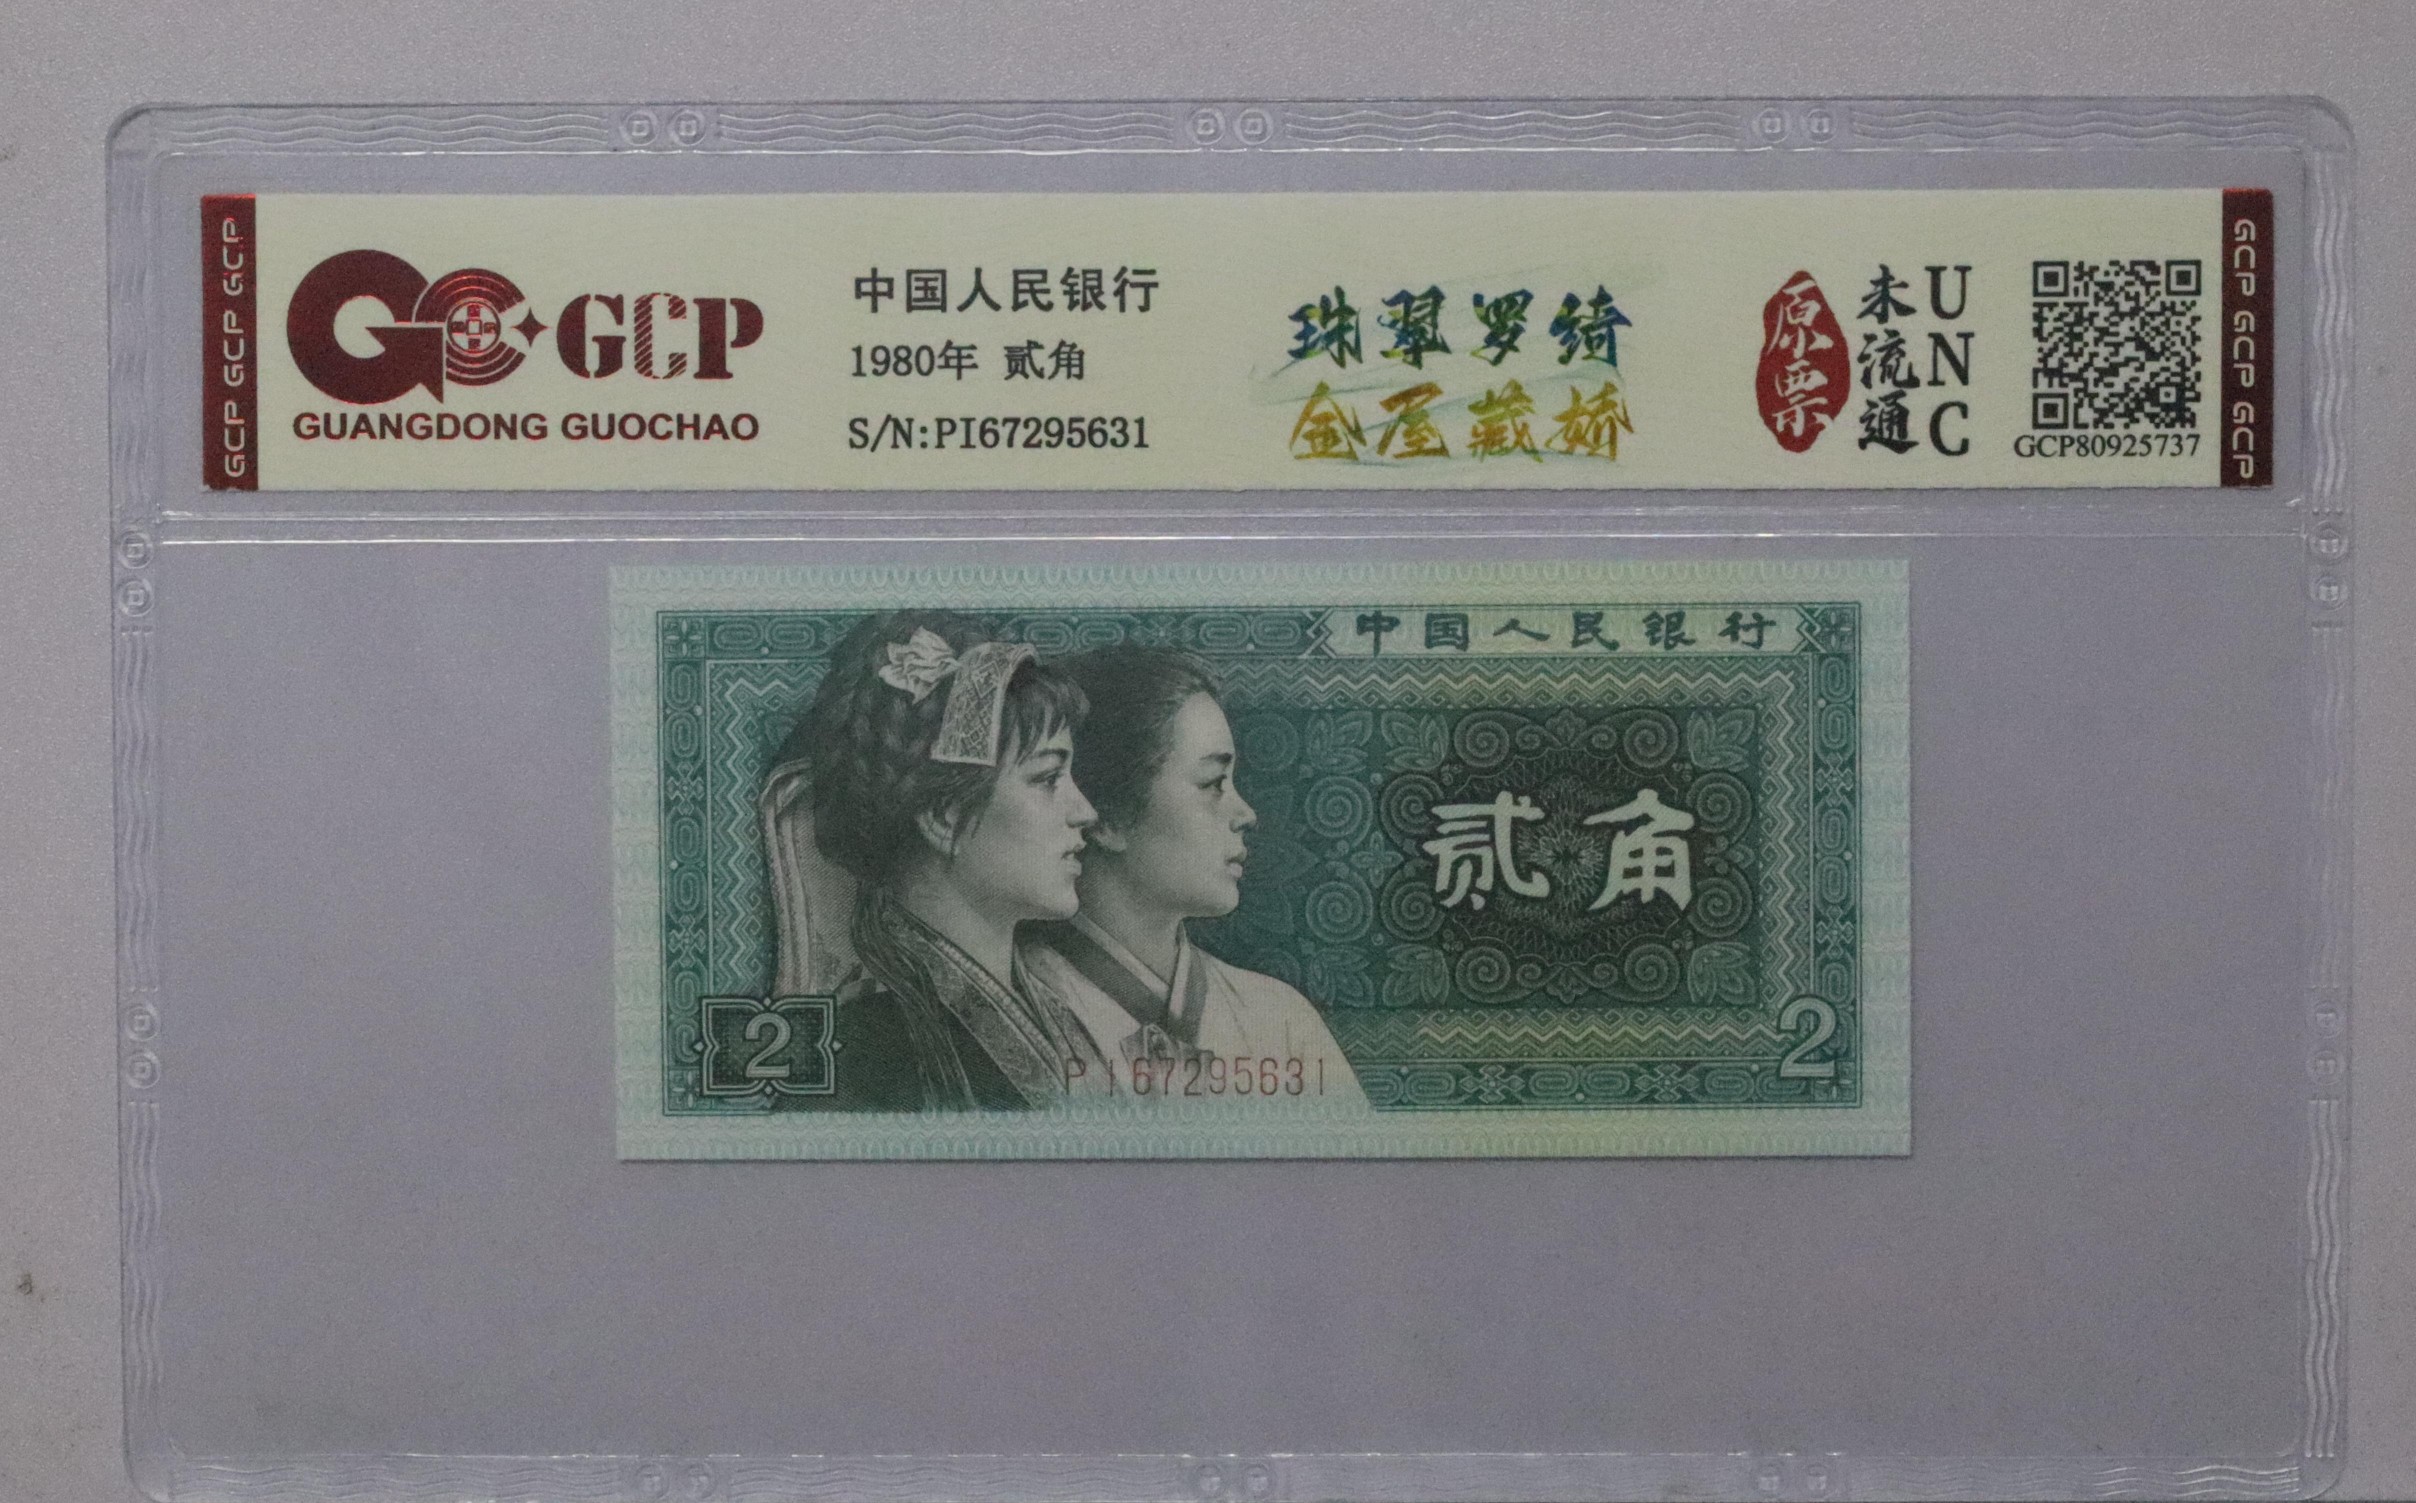 GCP GCP GCP
GCP
GUANGDONG GUOCHAO
中国人民银行
1980年 贰角
S/N:PI67295631
珠翠罗绮
金屋藏娇
原票
未流通
UNC
GCP80925737
GCP GCP GCP
中国人民银行
贰角
2
PI67295631
2